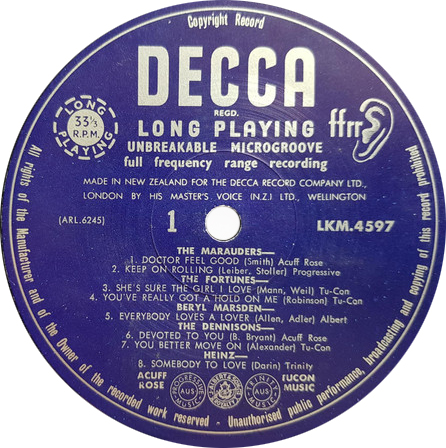 Copyright Record
DECCA
REGD.
LONG PLAYING 33⅓ R.P.M.
LONG PLAYING
ffrr
UNBREAKABLE MICROGROOVE
full frequency range recording
MADE IN NEW ZEALAND FOR THE DECCA RECORD COMPANY LTD.,
LONDON BY HIS MASTER'S VOICE (N.Z.) LTD., WELLINGTON
(ARL.6245)
1
LKM.4597
THE MARAUDERS—
1. DOCTOR FEEL GOOD (Smith) Acuff Rose
2. KEEP ON ROLLING (Leiber, Stoller) Progressive
THE FORTUNES—
3. SHE'S SURE THE GIRL I LOVE (Mann, Weil) Tu-Con
4. YOU'VE REALLY GOT A HOLD ON ME (Robinson) Tu-Con
BERYL MARSDEN—
5. EVERYBODY LOVES A LOVER (Allen, Adler) Albert
THE DENNISONS—
6. DEVOTED TO YOU (B. Bryant) Acuff Rose
7. YOU BETTER MOVE ON (Alexander) Tu-Con
HEINZ—
8. SOMEBODY TO LOVE (Darin) Trinity
ACUFF
ROSE
PROGRESSIVE
AUS
MUSIC
TRINITY
AUS
MUSIC
FUCON
MUSIC
All rights of the Manufacturer and of the Owner of the recorded work reserved - Unauthorised public performance, broadcasting and copying of this record prohibited